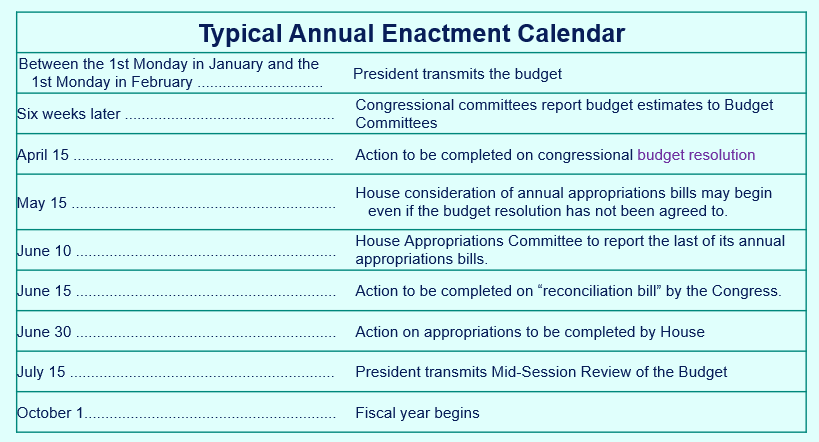 Typical Annual Enactment Calendar
Between the 1st Monday in January and the
1st Monday in February ..............................
President transmits the budget
Six weeks later ..................................................
Congressional committees report budget estimates to Budget
Committees
April 15 ..............................................................
Action to be completed on congressional budget resolution
May 15 ...............................................................
House consideration of annual appropriations bills may begin
even if the budget resolution has not been agreed to.
June 10 ..............................................................
House Appropriations Committee to report the last of its annual
appropriations bills.
June 15 ..............................................................
Action to be completed on “reconciliation bill” by the Congress.
June 30 ..............................................................
Action on appropriations to be completed by House
July 15 ...............................................................
President transmits Mid-Session Review of the Budget
October 1............................................................
Fiscal year begins